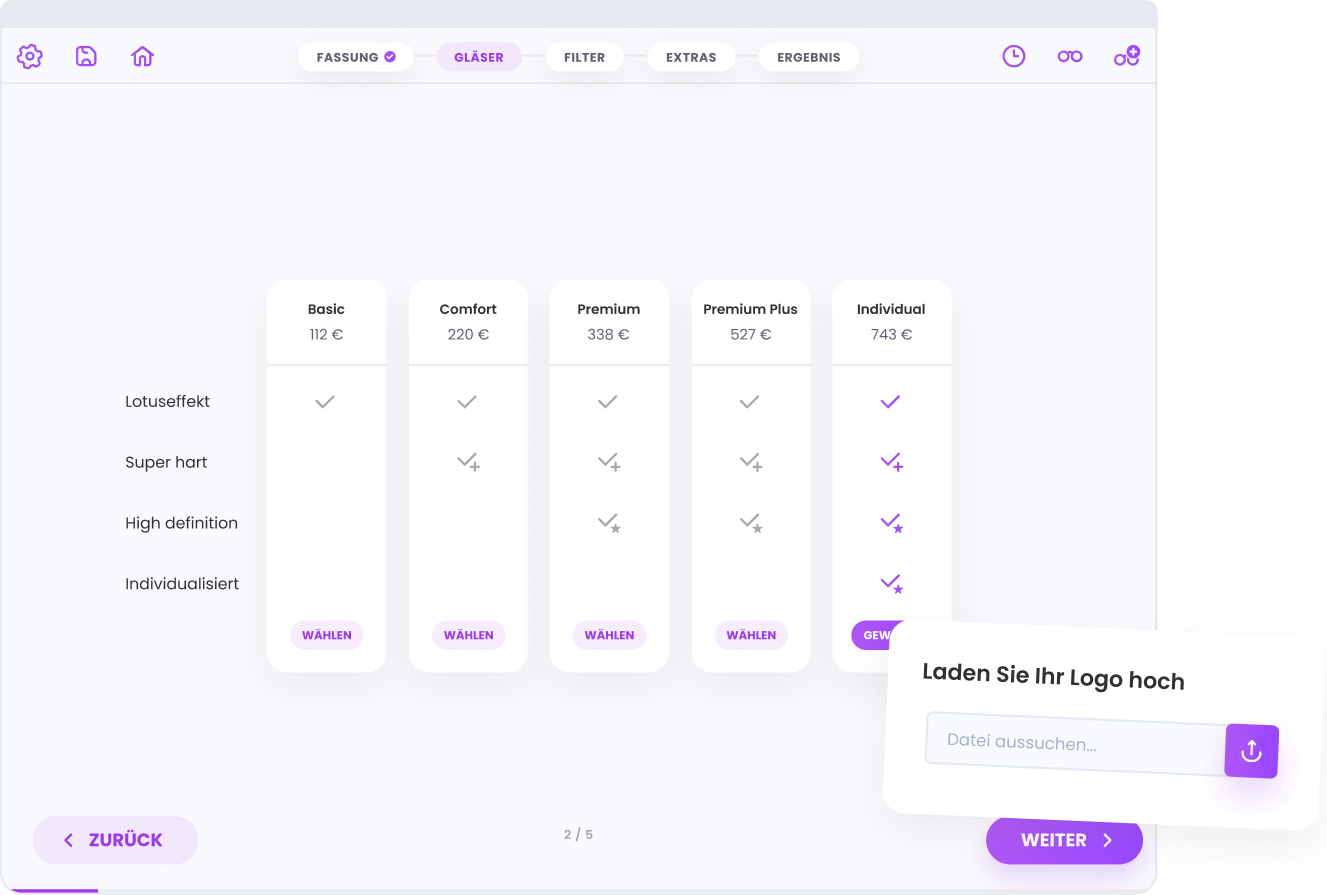 FASSUNG GLÄSER FILTER EXTRAS ERGEBNIS
Basic Comfort Premium Premium Plus Individual
112 € 220 € 338 € 527 € 743 €
Lotuseffekt
Super hart
High definition
Individualisiert
WÄHLEN WÄHLEN WÄHLEN WÄHLEN GEW
Laden Sie Ihr Logo hoch
Datei aussuchen...
ZURÜCK 2 / 5 WEITER